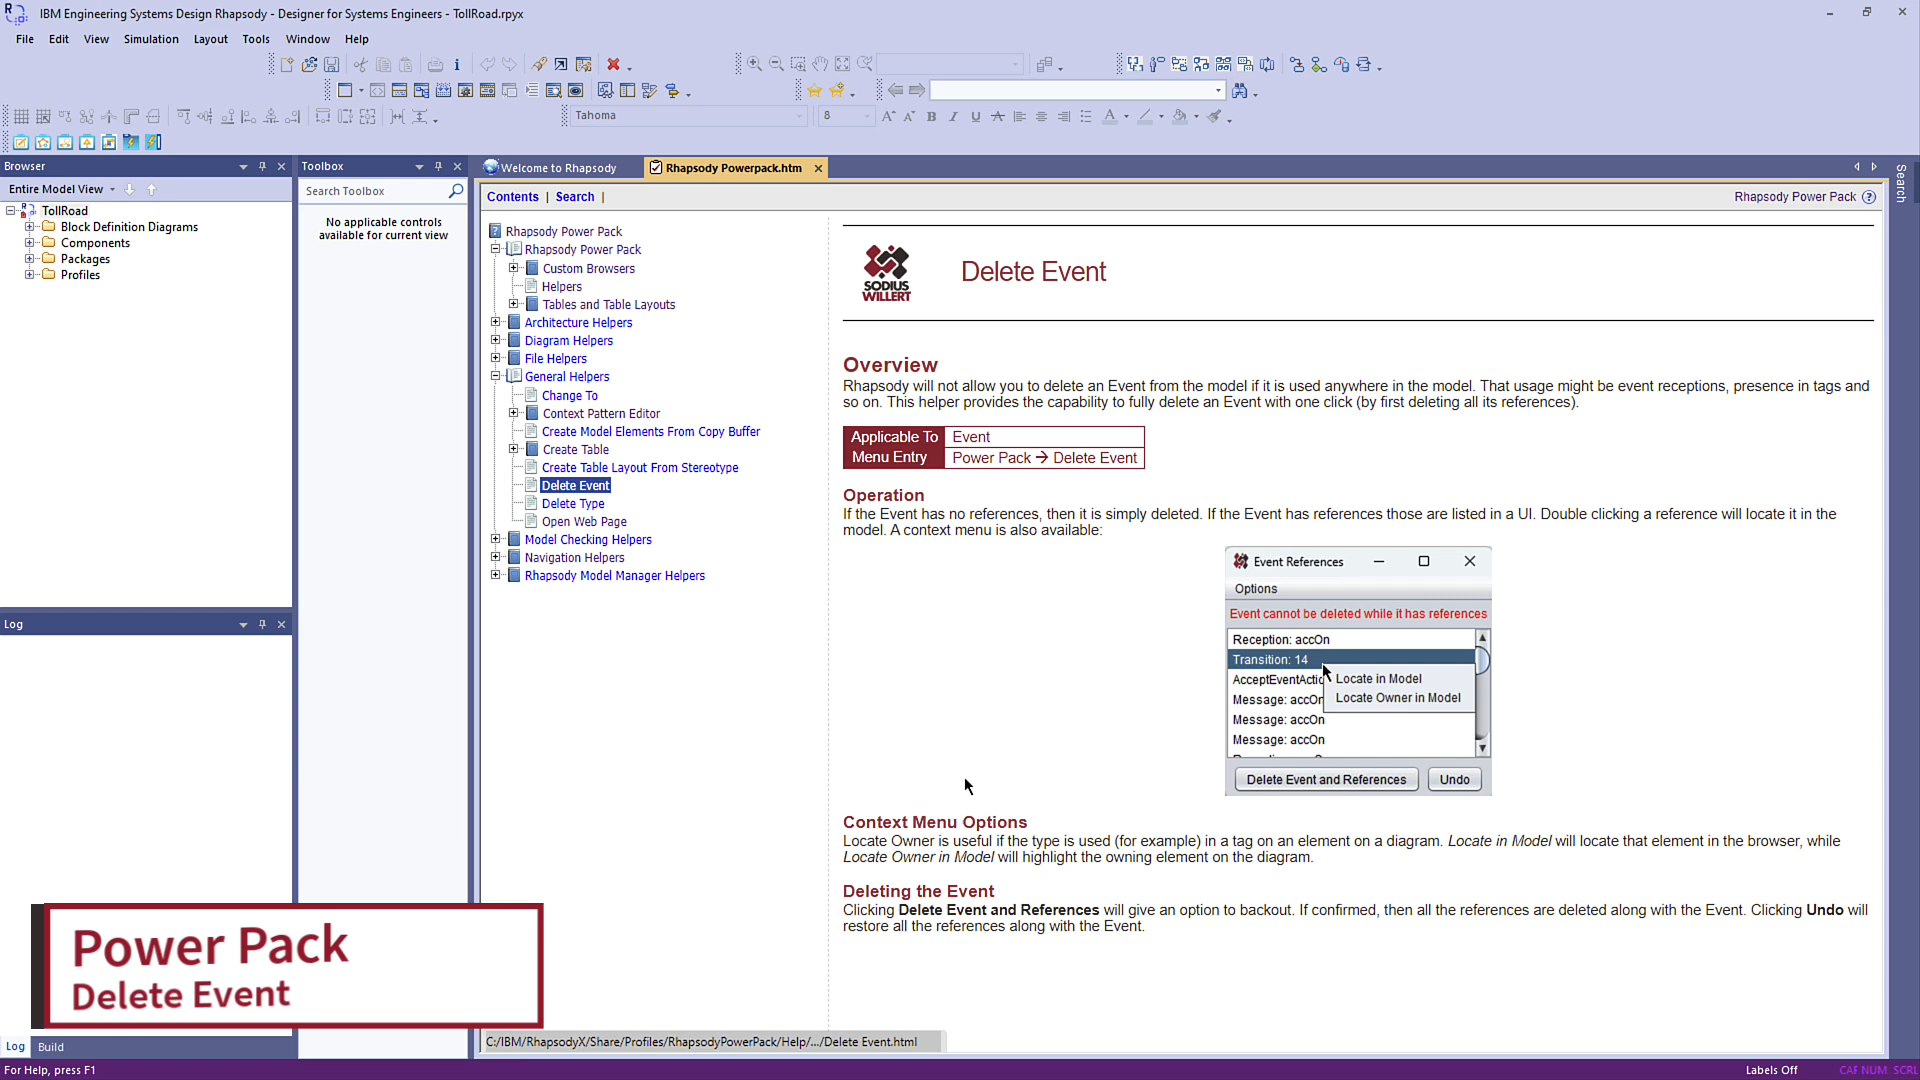 IBM Engineering Systems Design Rhapsody - Designer for Systems Engineers - TollRoad.rpyx
File Edit View Simulation Layout Tools Window Help
Tahoma 8
Browser
Toolbox
Welcome to Rhapsody
Rhapsody Powerpack.htm
Search
Entire Model View
Search Toolbox
No applicable controls
available for current view
TollRoad
Block Definition Diagrams
Components
Packages
Profiles
Log
Contents | Search |
Rhapsody Power Pack
Rhapsody Power Pack
Rhapsody Power Pack
Custom Browsers
Helpers
Tables and Table Layouts
Architecture Helpers
Diagram Helpers
File Helpers
General Helpers
Change To
Context Pattern Editor
Create Model Elements From Copy Buffer
Create Table
Create Table Layout From Stereotype
Delete Event
Delete Type
Open Web Page
Model Checking Helpers
Navigation Helpers
Rhapsody Model Manager Helpers
SODIUS
WILLERT
Delete Event
Overview
Rhapsody will not allow you to delete an Event from the model if it is used anywhere in the model. That usage might be event receptions, presence in tags and
so on. This helper provides the capability to fully delete an Event with one click (by first deleting all its references).
Applicable To Event
Menu Entry Power Pack → Delete Event
Operation
If the Event has no references, then it is simply deleted. If the Event has references those are listed in a UI. Double clicking a reference will locate it in the
model. A context menu is also available:
Event References
Options
Event cannot be deleted while it has references
Reception: accOn
Transition: 14
AcceptEventActio
Locate in Model
Message: accOn
Locate Owner in Model
Message: accOn
Message: accOn
Delete Event and References Undo
Context Menu Options
Locate Owner is useful if the type is used (for example) in a tag on an element on a diagram. Locate in Model will locate that element in the browser, while
Locate Owner in Model will highlight the owning element on the diagram.
Deleting the Event
Clicking Delete Event and References will give an option to backout. If confirmed, then all the references are deleted along with the Event. Clicking Undo will
restore all the references along with the Event.
Power Pack
Delete Event
C:/IBM/RhapsodyX/Share/Profiles/RhapsodyPowerPack/Help/.../Delete Event.html
Log Build
For Help, press F1
Labels Off
CAP NUM SCRL